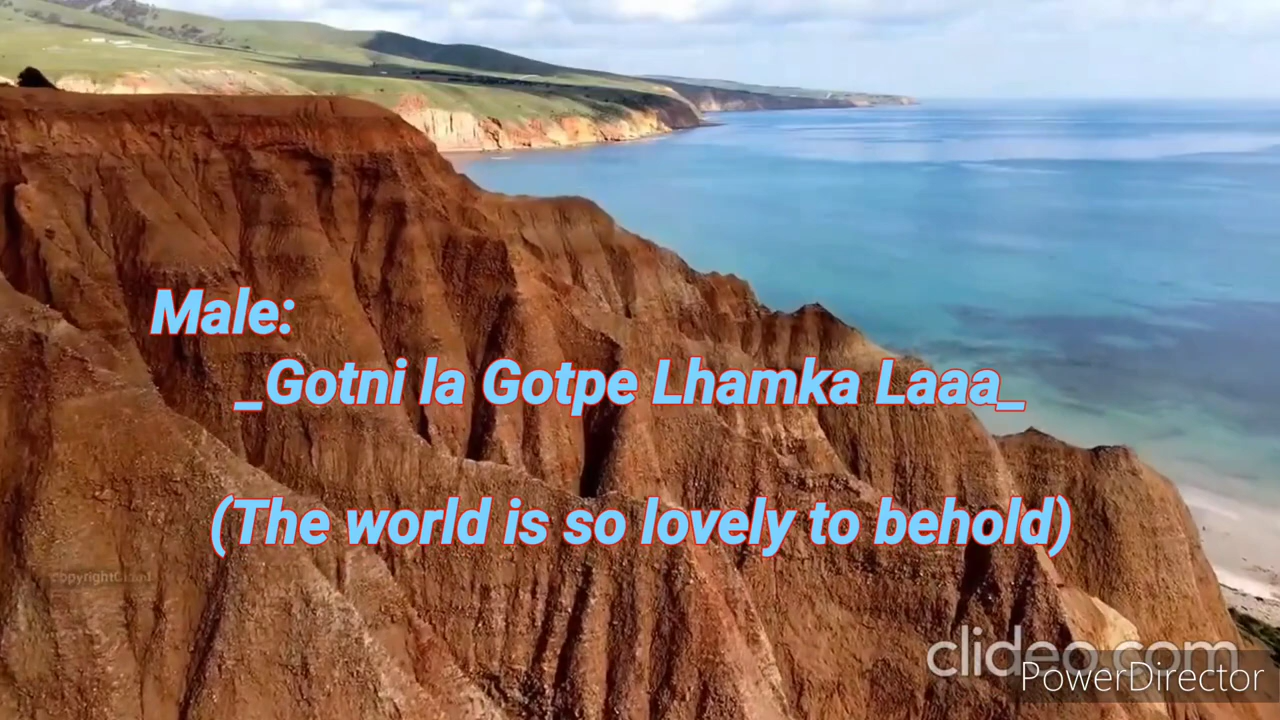 Male:
_Gotni la Gotpe Lhamka Laaa_
(The world is so lovely to behold)
clideo.com
PowerDirector